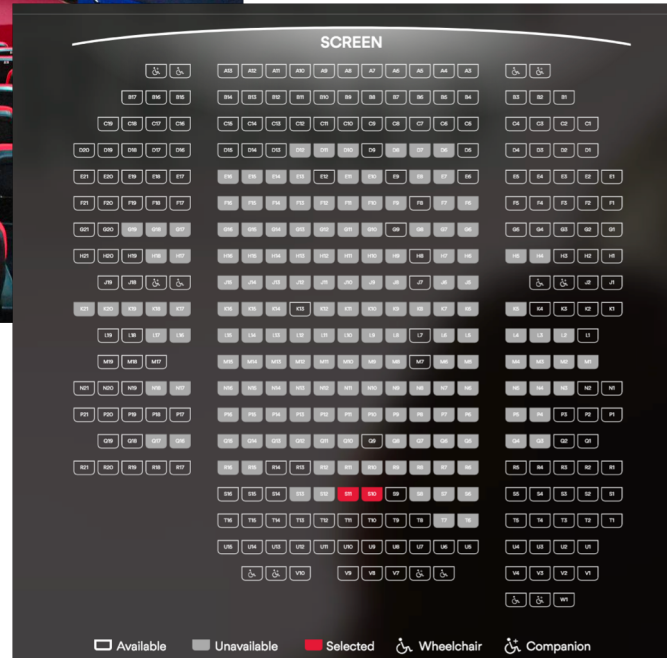 SCREEN
A13 A12 A11 A10 A9 A8 A7 A6 A5 A4 A3
B17 B16 B15 B14 B13 B12 B11 B10 B9 B8 B7 B6 B5 B4 B3 B2 B1
C19 C18 C17 C16 C15 C14 C13 C12 C11 C10 C9 C8 C7 C6 C5 C4 C3 C2 C1
D20 D19 D18 D17 D16 D15 D14 D13 D12 D11 D10 D9 D8 D7 D6 D5 D4 D3 D2 D1
E21 E20 E19 E18 E17 E16 E15 E14 E13 E12 E11 E10 E9 E8 E7 E6 E5 E4 E3 E2 E1
F21 F20 F19 F18 F17 F16 F15 F14 F13 F12 F11 F10 F9 F8 F7 F6 F5 F4 F3 F2 F1
G21 G20 G19 G18 G17 G16 G15 G14 G13 G12 G11 G10 G9 G8 G7 G6 G5 G4 G3 G2 G1
H21 H20 H19 H18 H17 H16 H15 H14 H13 H12 H11 H10 H9 H8 H7 H6 H5 H4 H3 H2 H1
J19 J18 J15 J14 J13 J12 J11 J10 J9 J8 J7 J6 J5 J2 J1
K21 K20 K19 K18 K17 K16 K15 K14 K13 K12 K11 K10 K9 K8 K7 K6 K5 K4 K3 K2 K1
L19 L18 L17 L16 L15 L14 L13 L12 L11 L10 L9 L8 L7 L6 L5 L4 L3 L2 L1
M19 M18 M17 M15 M14 M13 M12 M11 M10 M9 M8 M7 M6 M5 M4 M3 M2 M1
N21 N20 N19 N18 N17 N16 N15 N14 N13 N12 N11 N10 N9 N8 N7 N6 N5 N4 N3 N2 N1
P21 P20 P19 P18 P17 P16 P15 P14 P13 P12 P11 P10 P9 P8 P7 P6 P5 P4 P3 P2 P1
Q19 Q18 Q17 Q16 Q15 Q14 Q13 Q12 Q11 Q10 Q9 Q8 Q7 Q6 Q5 Q4 Q3 Q2 Q1
R21 R20 R19 R18 R17 R16 R15 R14 R13 R12 R11 R10 R9 R8 R7 R6 R5 R4 R3 R2 R1
S16 S15 S14 S13 S12 S11 S10 S9 S8 S7 S6 S5 S4 S3 S2 S1
T16 T15 T14 T13 T12 T11 T10 T9 T8 T7 T6 T5 T4 T3 T2 T1
U15 U14 U13 U12 U11 U10 U9 U8 U7 U6 U5 U4 U3 U2 U1
V10 V9 V8 V7 V4 V3 V2 V1
W1
Available Unavailable Selected Wheelchair Companion